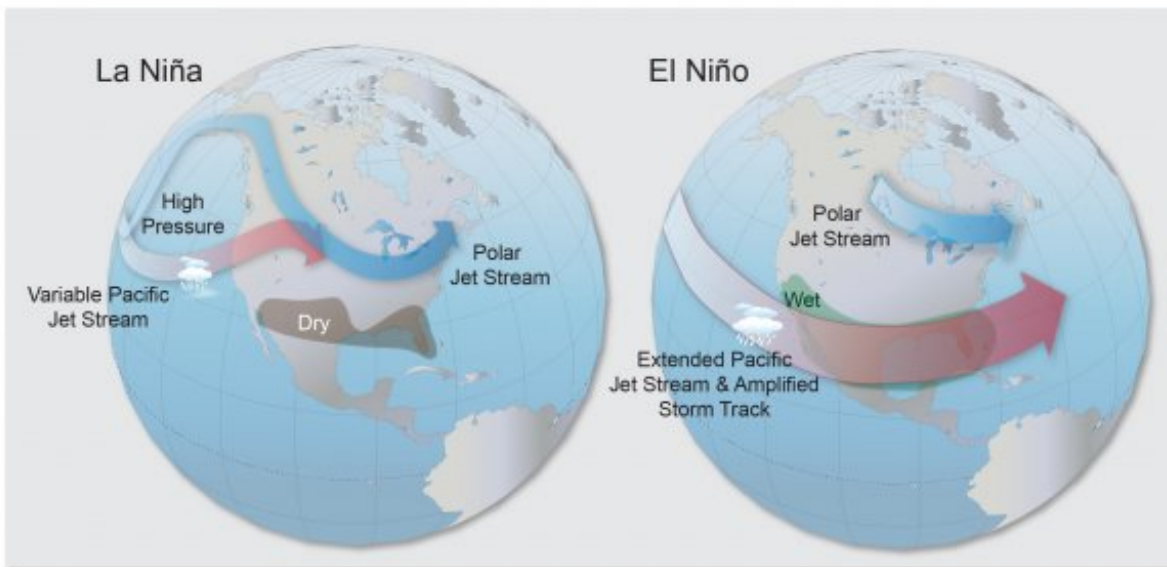 La Niña
High
Pressure
Variable Pacific
Jet Stream
Polar
Jet Stream
Dry
El Niño
Polar
Jet Stream
Wet
Extended Pacific
Jet Stream & Amplified
Storm Track